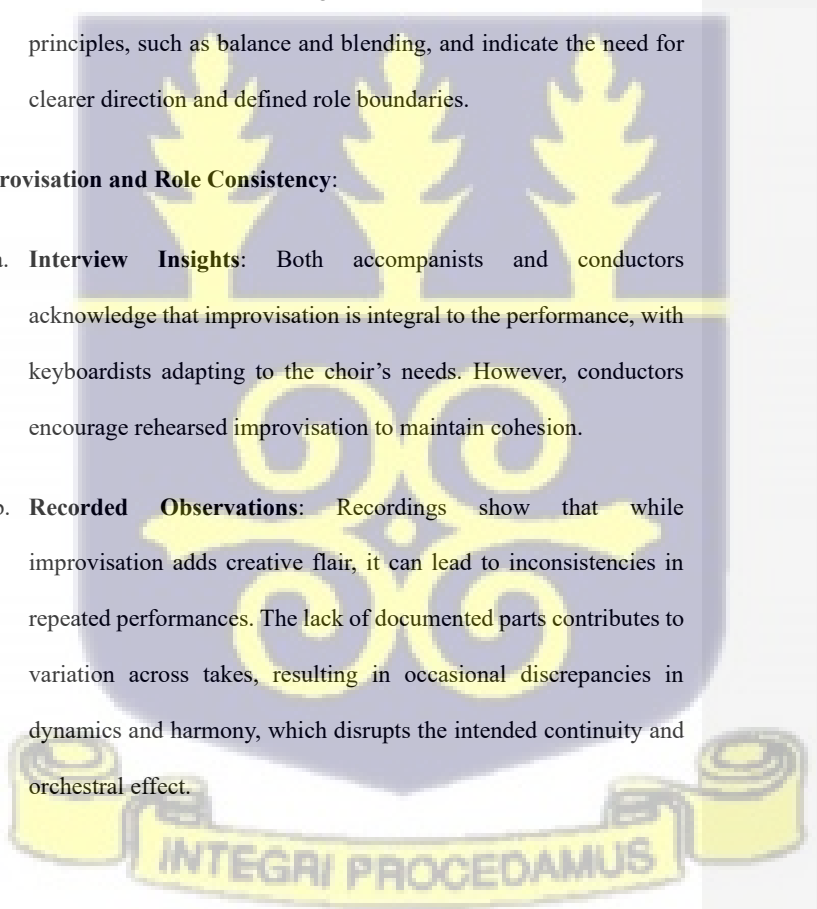 principles, such as balance and blending, and indicate the need for
clearer direction and defined role boundaries.
rovisation and Role Consistency:
a. Interview Insights: Both accompanists and conductors
acknowledge that improvisation is integral to the performance, with
keyboardists adapting to the choir’s needs. However, conductors
encourage rehearsed improvisation to maintain cohesion.
b. Recorded Observations: Recordings show that while
improvisation adds creative flair, it can lead to inconsistencies in
repeated performances. The lack of documented parts contributes to
variation across takes, resulting in occasional discrepancies in
dynamics and harmony, which disrupts the intended continuity and
orchestral effect.
INTEGRI PROCEDAMUS